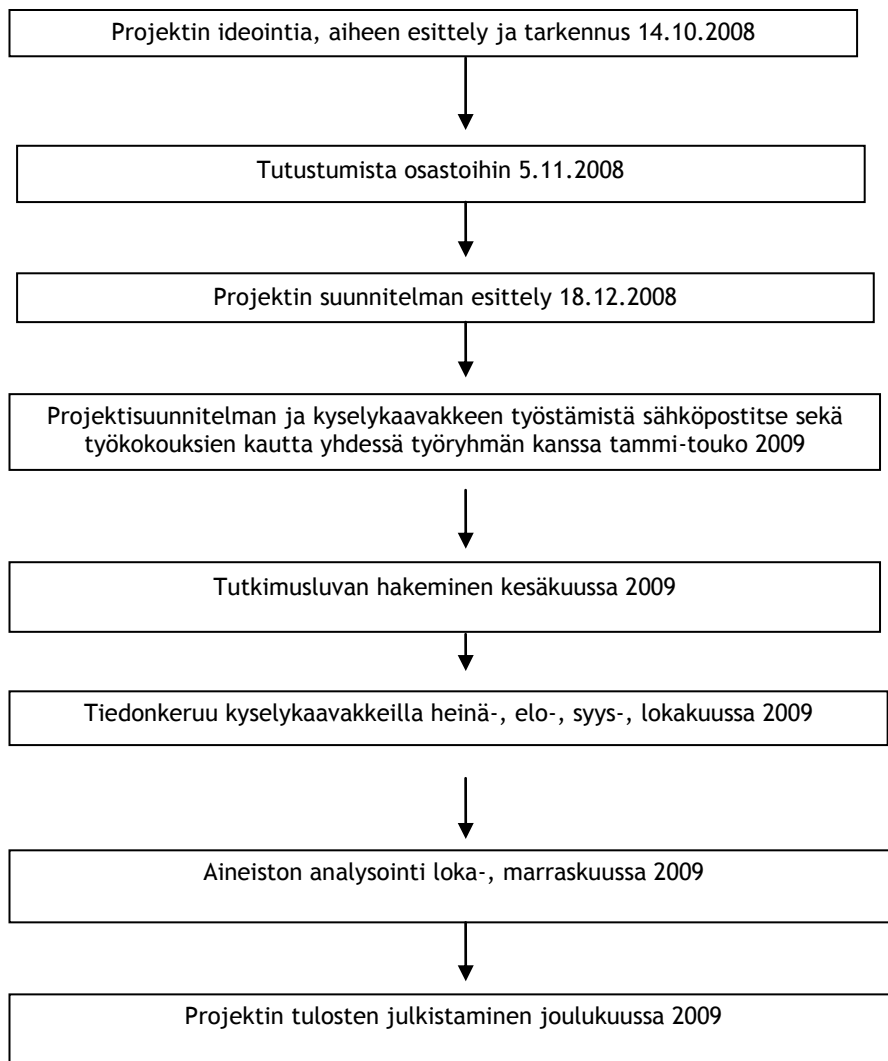 Projektin ideointia, aiheen esittely ja tarkennus 14.10.2008
Tutustumista osastoihin 5.11.2008
Projektin suunnitelman esittely 18.12.2008
Projektisuunnitelman ja kyselykaavakkeen työstämistä sähköpostitse sekä
työkokouksien kautta yhdessä työryhmän kanssa tammi-touko 2009
Tutkimusluvan hakeminen kesäkuussa 2009
Tiedonkeruu kyselykaavakkeilla heinä-, elo-, syys-, lokakuussa 2009
Aineiston analysointi loka-, marraskuussa 2009
Projektin tulosten julkistaminen joulukuussa 2009